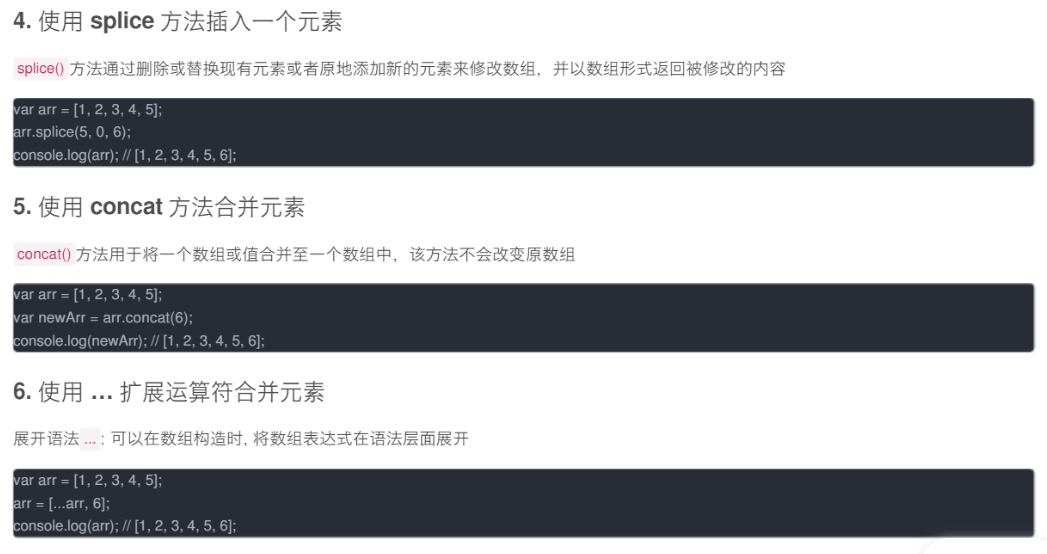 4. 使用 splice 方法插入一个元素
splice() 方法通过删除或替换现有元素或者原地添加新的元素来修改数组，并以数组形式返回被修改的内容
var arr = [1, 2, 3, 4, 5];
arr.splice(5, 0, 6);
console.log(arr); // [1, 2, 3, 4, 5, 6];
5. 使用 concat 方法合并元素
concat() 方法用于将一个数组或值合并至一个数组中，该方法不会改变原数组
var arr = [1, 2, 3, 4, 5];
var newArr = arr.concat(6);
console.log(newArr); // [1, 2, 3, 4, 5, 6];
6. 使用 ... 扩展运算符合并元素
展开语法 ... : 可以在数组构造时, 将数组表达式在语法层面展开
var arr = [1, 2, 3, 4, 5];
arr = [...arr, 6];
console.log(arr); // [1, 2, 3, 4, 5, 6];